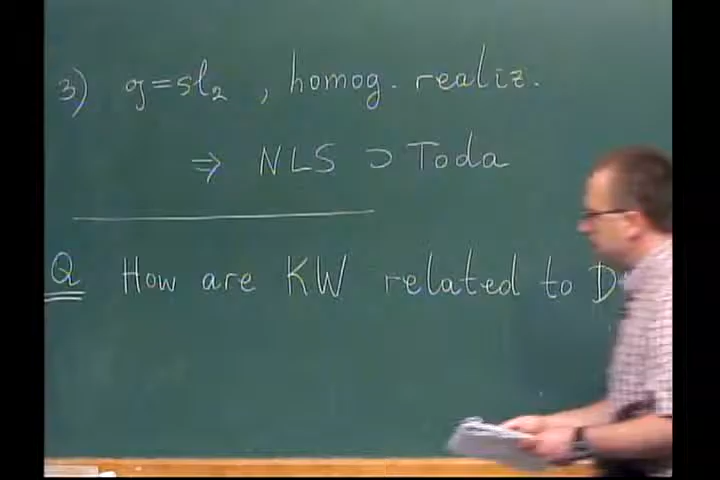 3) g=sl₂ , homog. realiz.
⇒ NLS ⊃ Toda
Q How are KW related to D